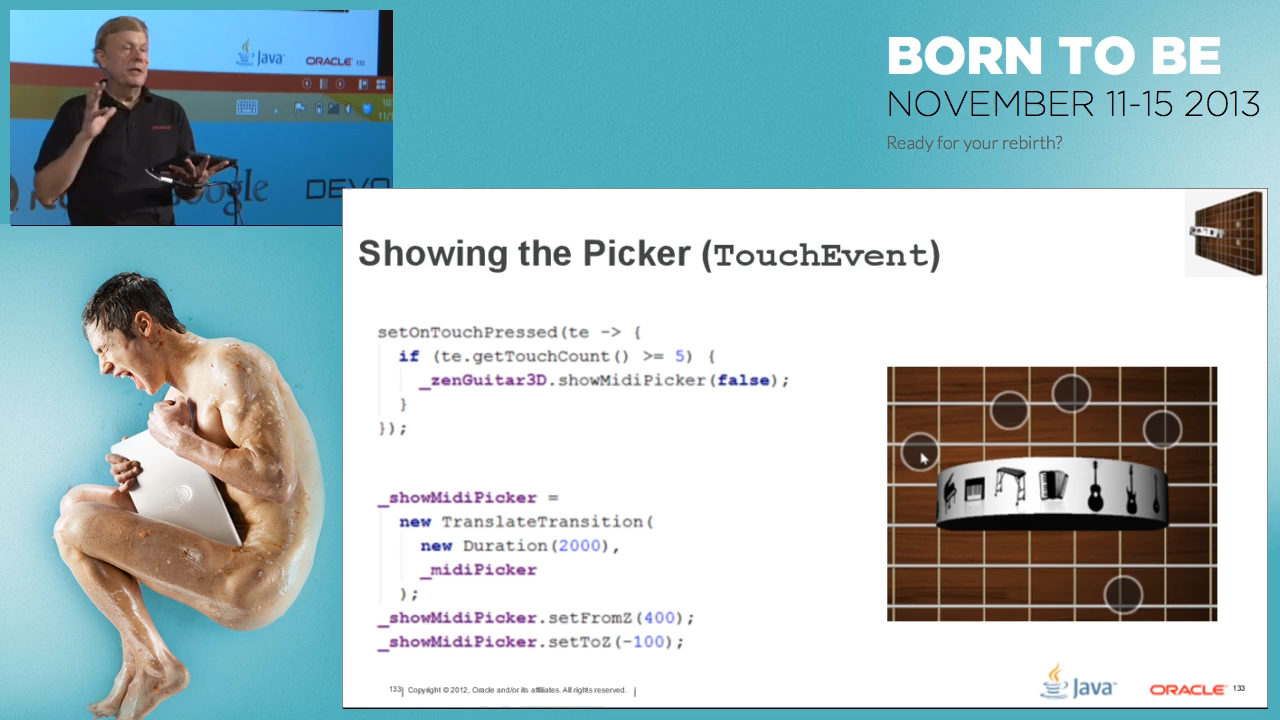 Java
ORACLE 133
Google
DEVO
BORN TO BE
NOVEMBER 11-15 2013
Ready for your rebirth?
Showing the Picker (TouchEvent)
setOnTouchPressed(te -> {
if (te.getTouchCount() >= 5) {
_zenGuitar3D.showMidiPicker(false);
}
});
_showMidiPicker =
new TranslateTransition(
new Duration(2000),
_midiPicker
);
_showMidiPicker.setFromZ(400);
_showMidiPicker.setToZ(-100);
133| Copyright © 2012, Oracle and/or its affiliates. All rights reserved. |
Java
ORACLE 133